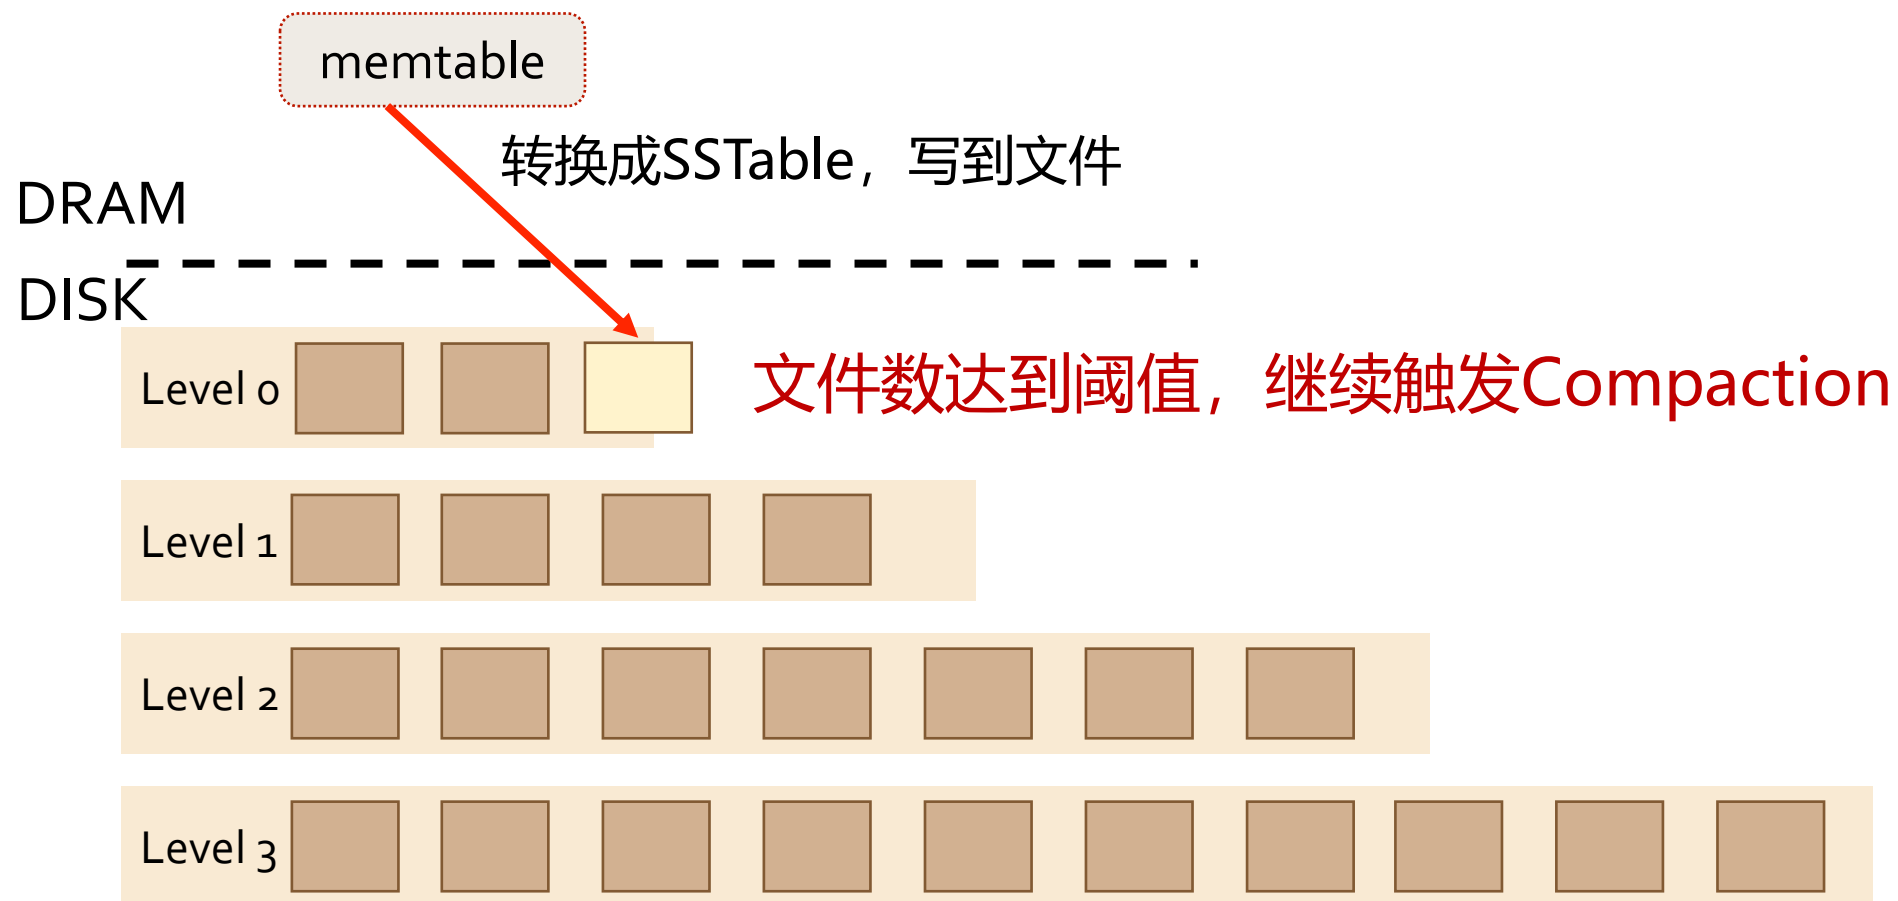 memtable
转换成SSTable，写到文件
DRAM
DISK
Level 0
文件数达到阈值，继续触发Compaction
Level 1
Level 2
Level 3